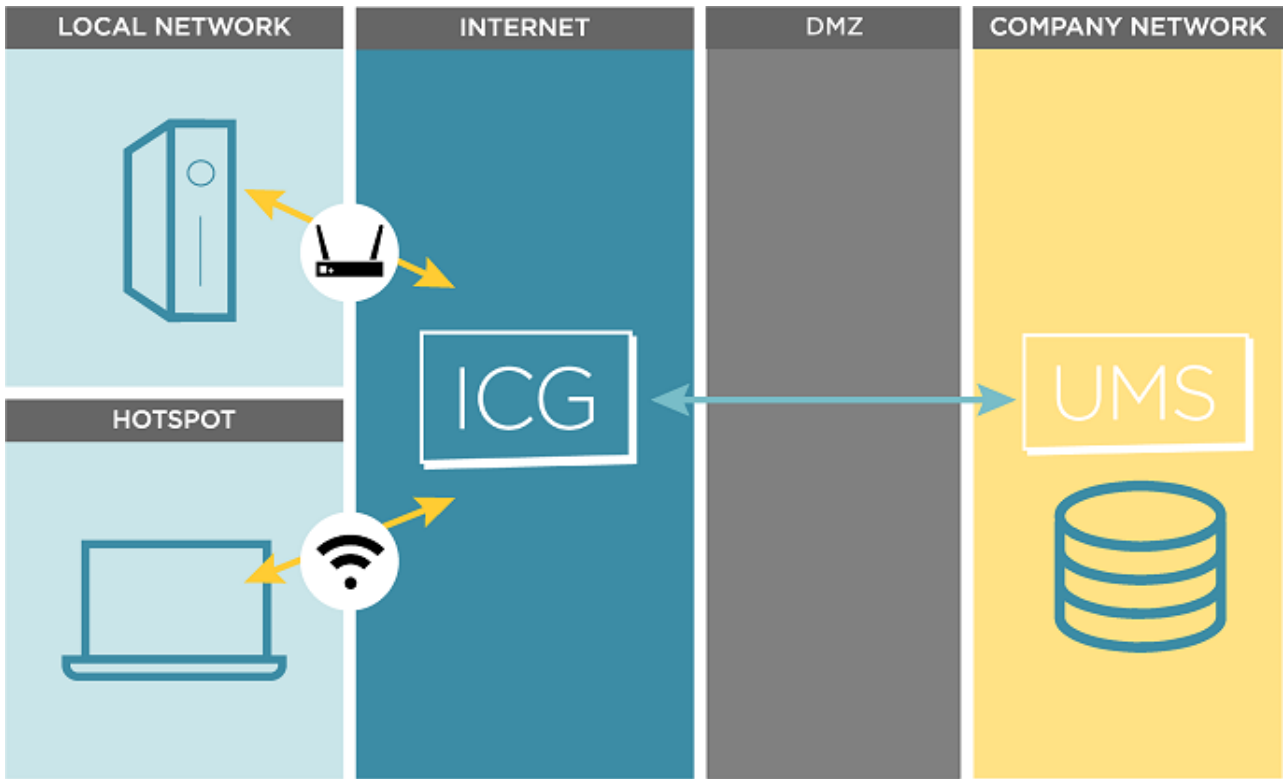 LOCAL NETWORK
INTERNET
DMZ
COMPANY NETWORK
ICG
UMS
HOTSPOT